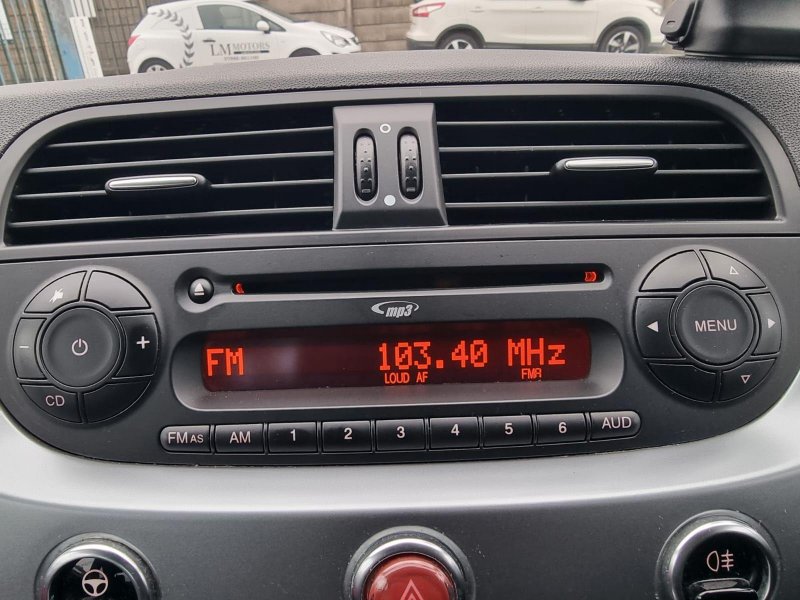 LM MOTORS
mp3
FM 103.40 MHz
LOUD AF FMR
MENU
CD
FM AS AM 1 2 3 4 5 6 AUD